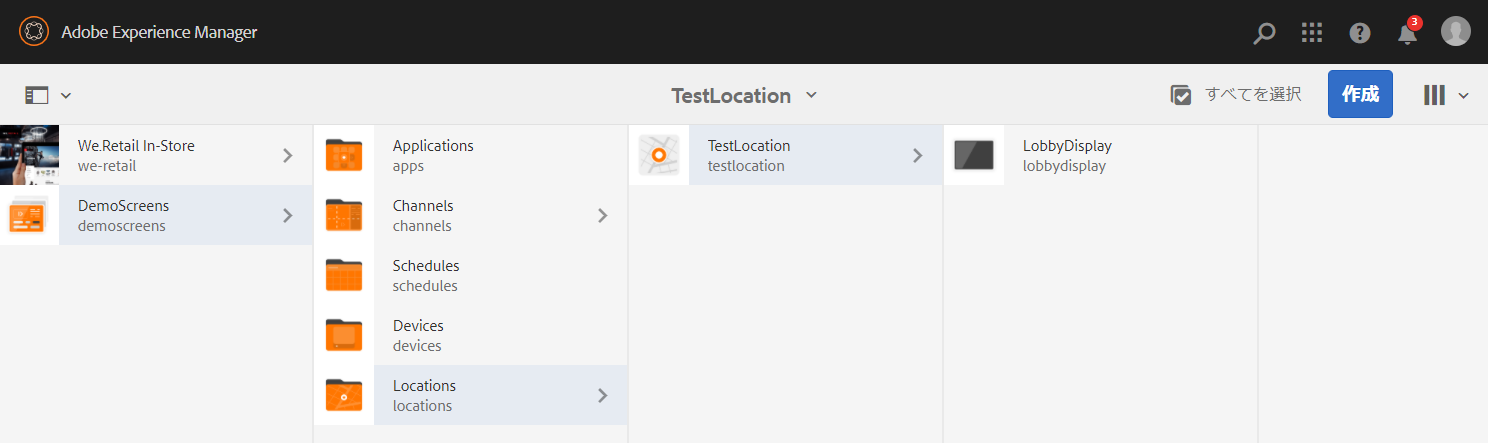 Adobe Experience Manager
3
TestLocation
すべてを選択
作成
We.Retail In-Store
we-retail
DemoScreens
demoscreens
Applications
apps
Channels
channels
Schedules
schedules
Devices
devices
Locations
locations
TestLocation
testlocation
LobbyDisplay
lobbydisplay